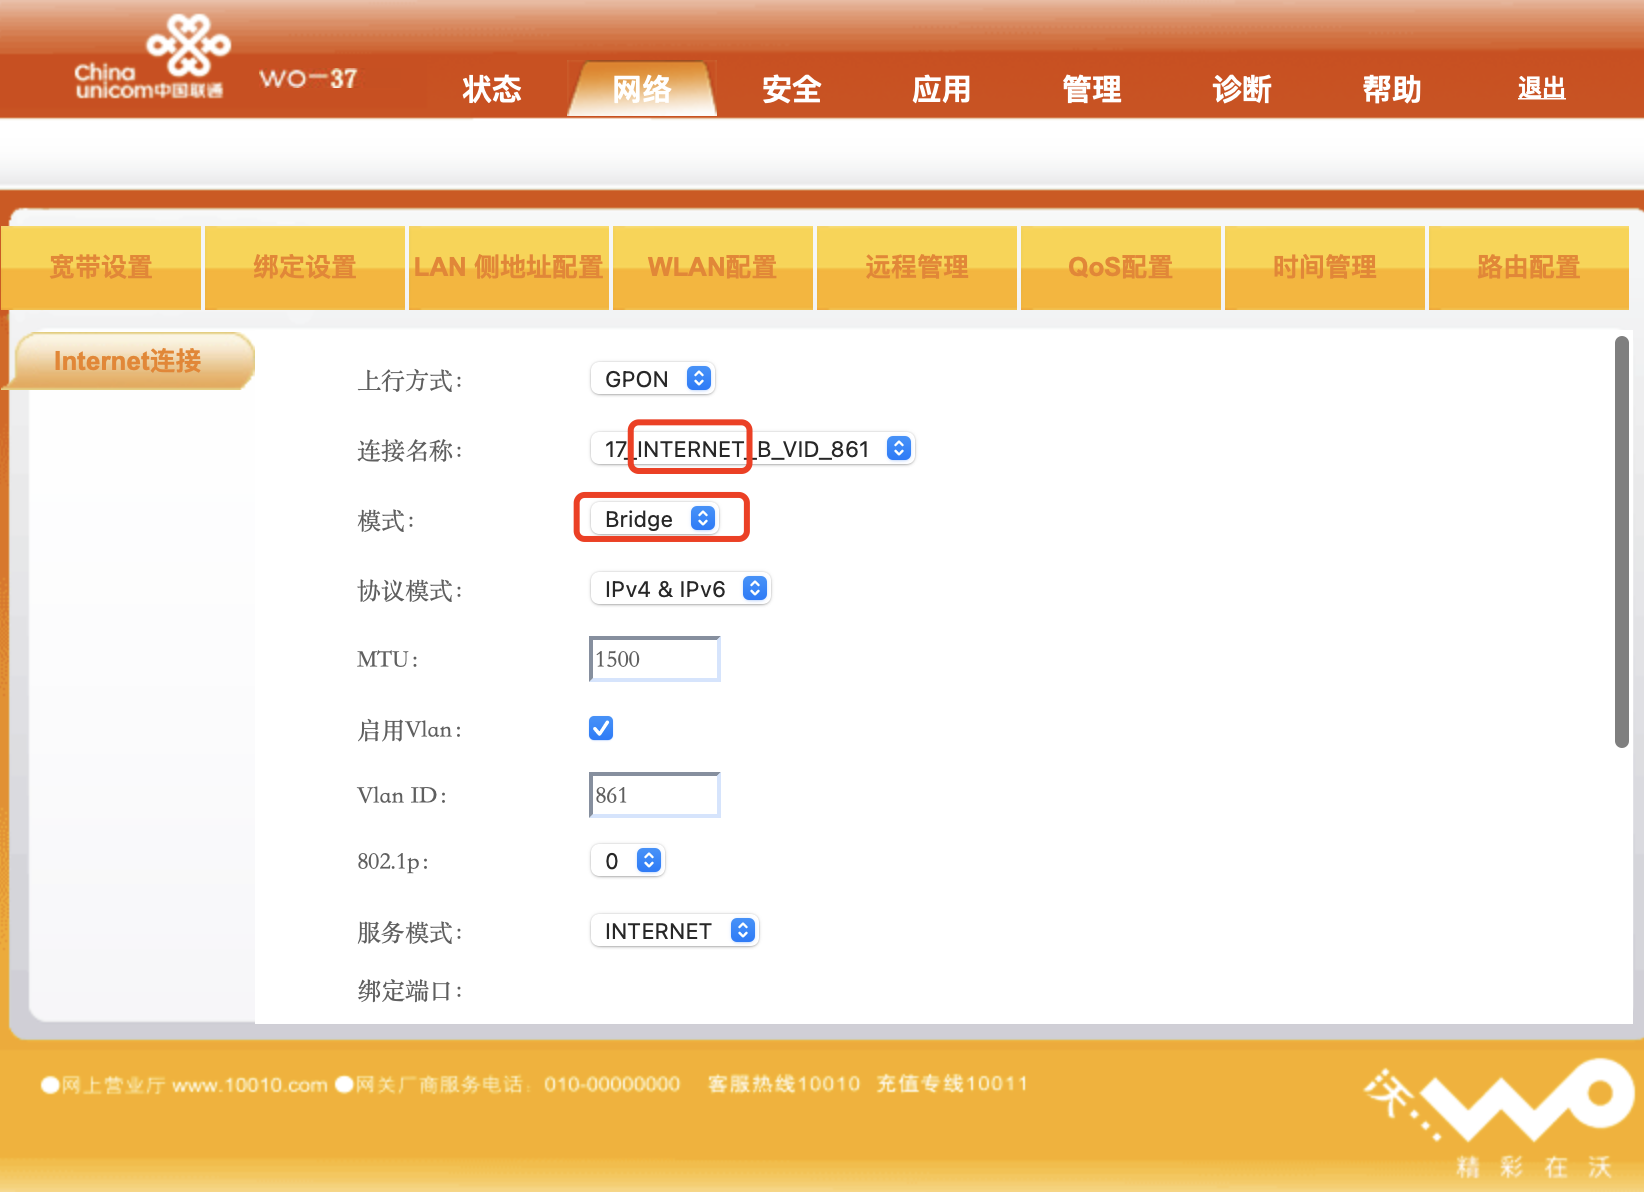 China
unicom中国联通
WO-37
状态 网络 安全 应用 管理 诊断 帮助 退出
宽带设置 绑定设置 LAN 侧地址配置 WLAN配置 远程管理 QoS配置 时间管理 路由配置
Internet连接
上行方式: GPON
连接名称: 17_INTERNET_B_VID_861
模式: Bridge
协议模式: IPv4 & IPv6
MTU: 1500
启用Vlan:
Vlan ID: 861
802.1p: 0
服务模式: INTERNET
绑定端口:
●网上营业厅 www.10010.com ●网关厂商服务电话: 010-00000000 客服热线10010 充值专线10011
沃...wo
精彩在沃